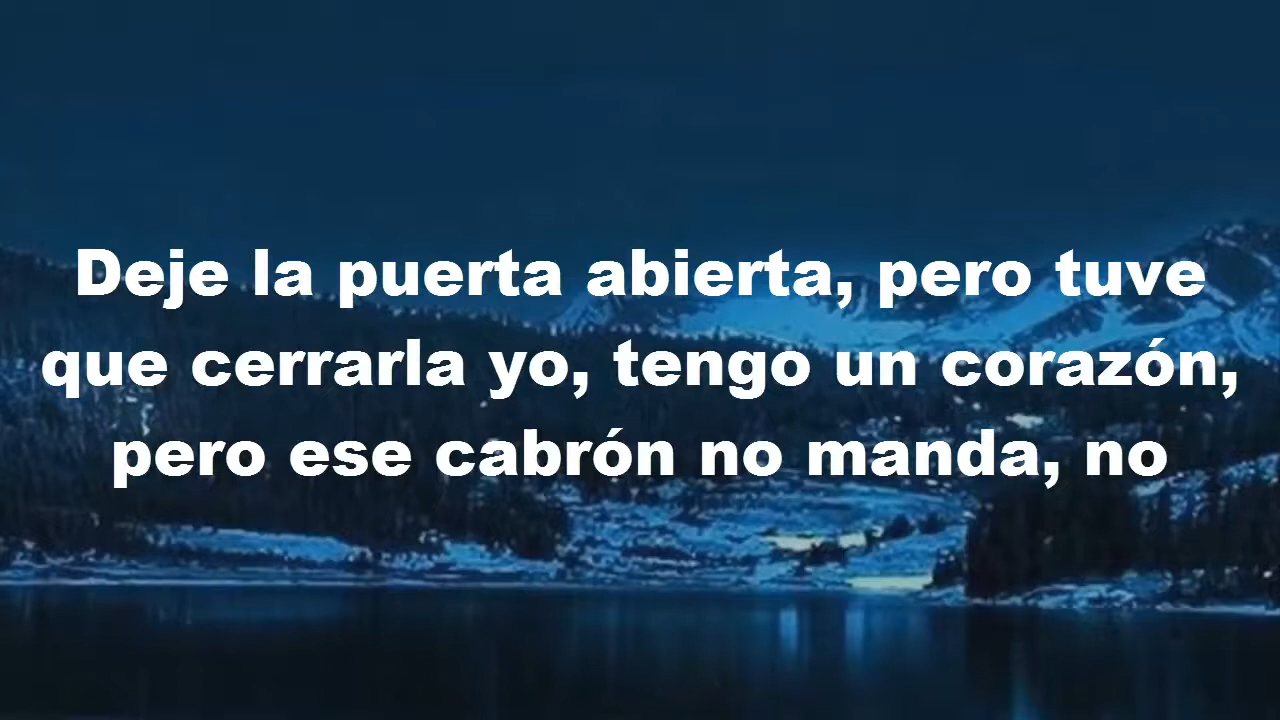 Deje la puerta abierta, pero tuve
que cerrarla yo, tengo un corazón,
pero ese cabrón no manda, no